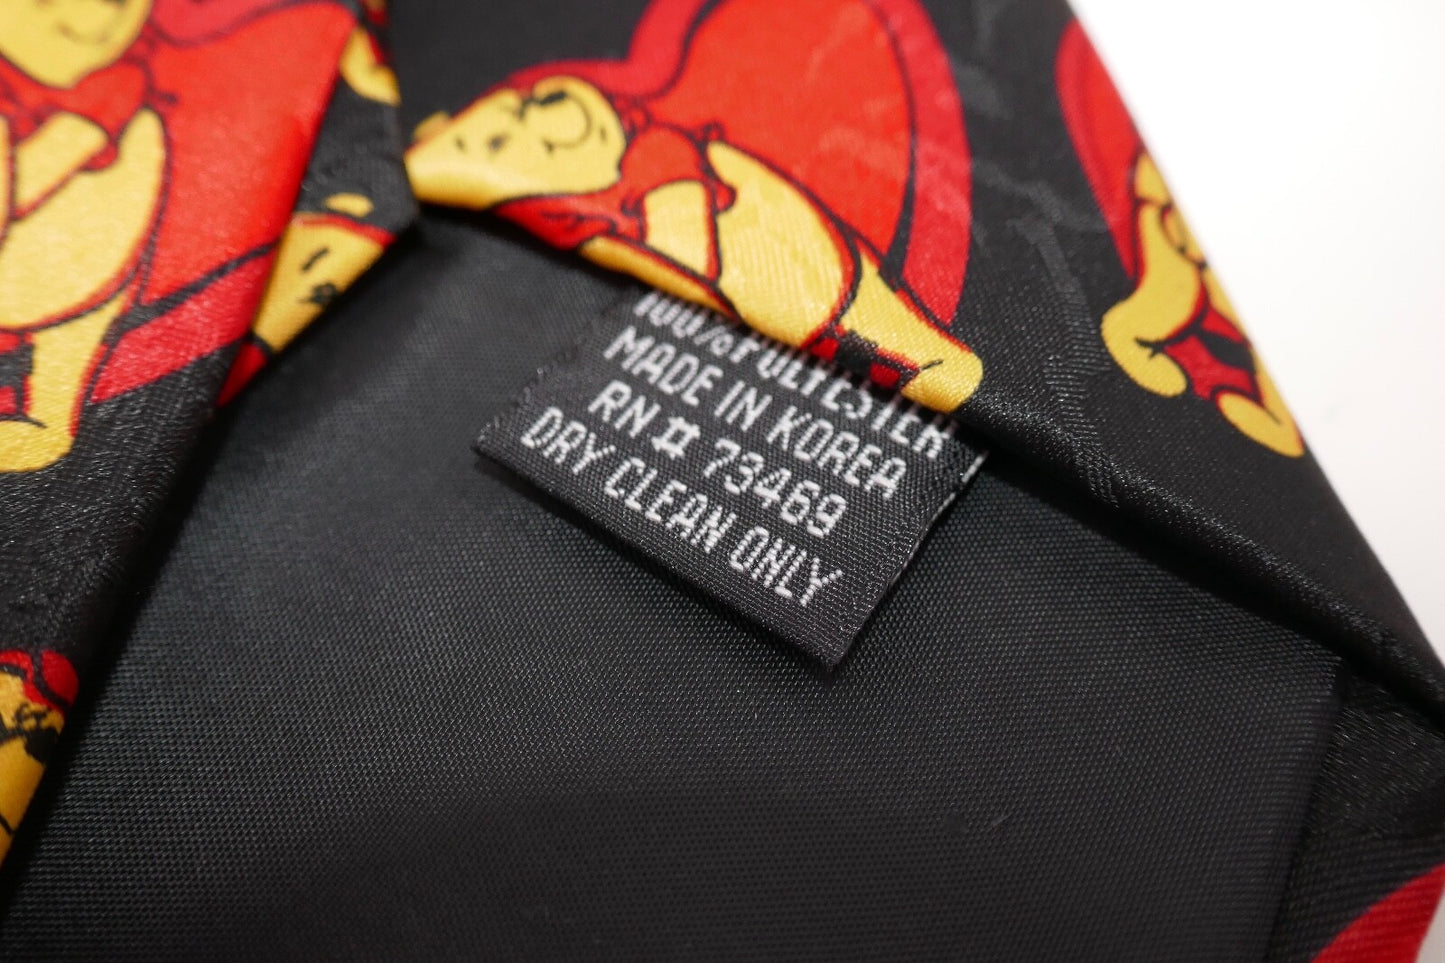 100% POLYESTER
MADE IN KOREA
RN # 73469
DRY CLEAN ONLY